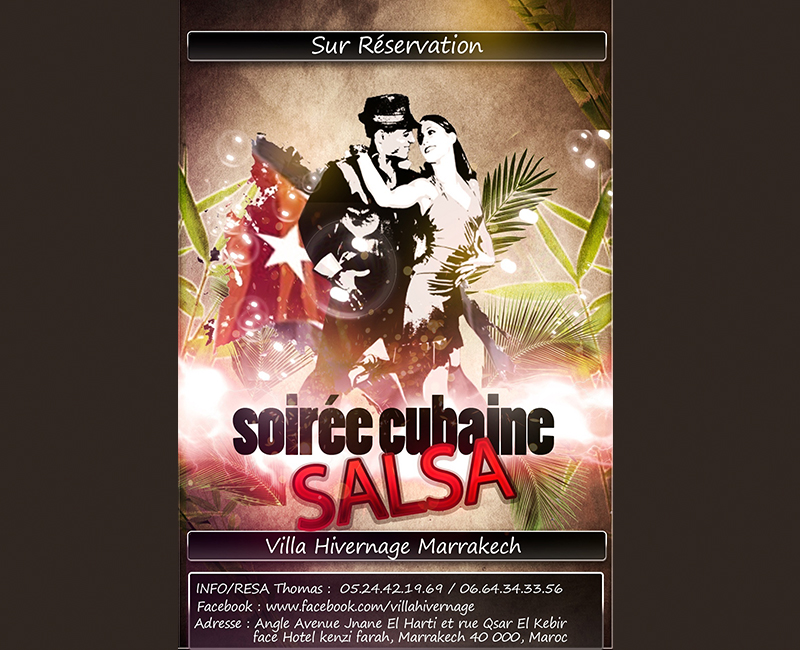 Sur Réservation
soirée cubaine
SALSA
Villa Hivernage Marrakech
INFO/RESA Thomas : 05.24.42.19.69 / 06.64.34.33.56
Facebook : www.facebook.com/villahivernage
Adresse : Angle Avenue Jnane El Harti et rue Qsar El Kebir
face Hotel kenzi farah, Marrakech 40 000, Maroc